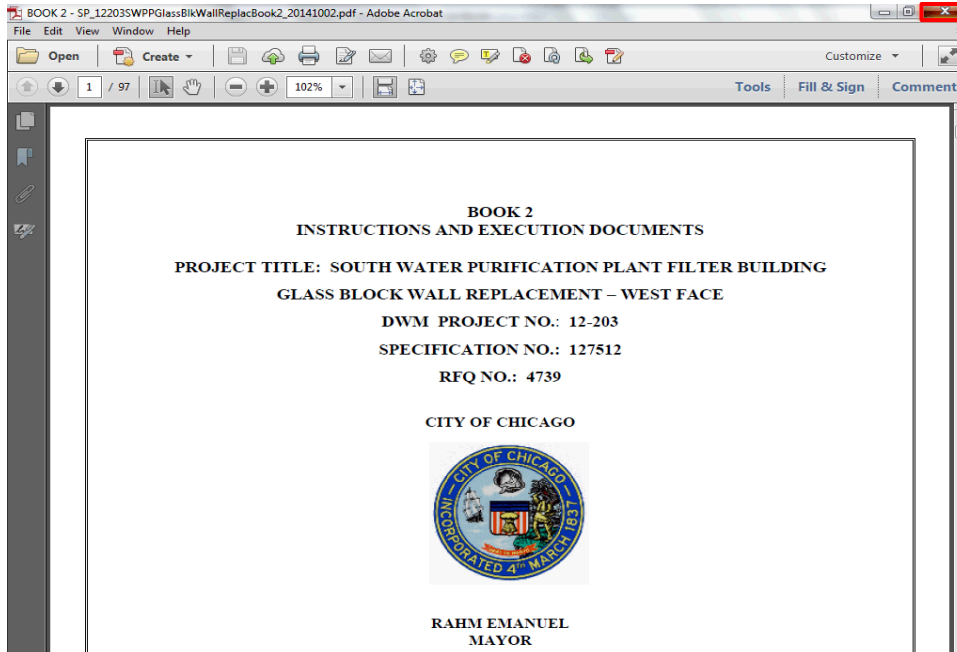 BOOK 2 - SP_12203SWPPGlassBlkWallReplacBook2_20141002.pdf - Adobe Acrobat
File Edit View Window Help
Open Create Customize
1 / 97 102% Tools Fill & Sign Comment
BOOK 2
INSTRUCTIONS AND EXECUTION DOCUMENTS
PROJECT TITLE: SOUTH WATER PURIFICATION PLANT FILTER BUILDING
GLASS BLOCK WALL REPLACEMENT – WEST FACE
DWM PROJECT NO.: 12-203
SPECIFICATION NO.: 127512
RFQ NO.: 4739
CITY OF CHICAGO
CITY OF CHICAGO
INCORPORATED 4TH MARCH 1837
RAHM EMANUEL
MAYOR